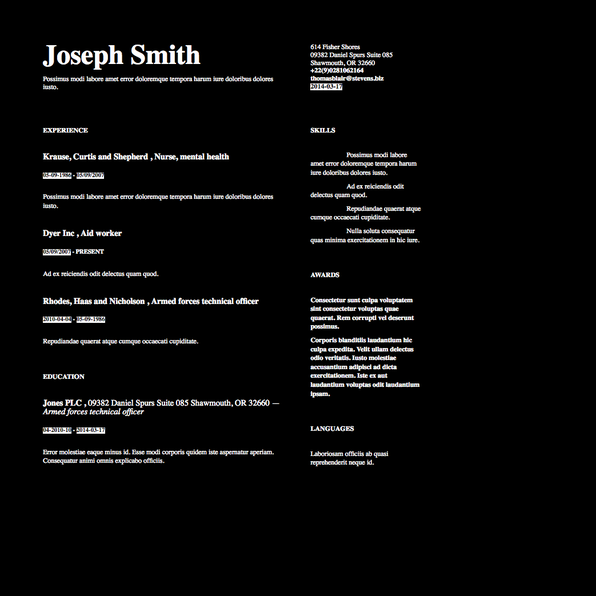 Joseph Smith
Possimus modi labore amet error doloremque tempora harum iure doloribus dolores
iusto.
EXPERIENCE
Krause, Curtis and Shepherd , Nurse, mental health
05-09-1986 - 05/09/2007
Possimus modi labore amet error doloremque tempora harum iure doloribus dolores
iusto.
Dyer Inc , Aid worker
05/09/2007 - PRESENT
Ad ex reiciendis odit delectus quam quod.
Rhodes, Haas and Nicholson , Armed forces technical officer
2010-04-04 - 05-09-1986
Repudiandae quaerat atque cumque occaecati cupiditate.
EDUCATION
Jones PLC , 09382 Daniel Spurs Suite 085 Shawmouth, OR 32660 —
Armed forces technical officer
04-2010-10 - 2014-03-17
Error molestiae eaque minus id. Esse modi corporis quidem iste aspernatur aperiam.
Consequatur animi omnis explicabo officiis.
614 Fisher Shores
09382 Daniel Spurs Suite 085
Shawmouth, OR 32660
+22(9)0281062164
thomasblair@stevens.biz
2014-03-17
SKILLS
Possimus modi labore
amet error doloremque tempora harum
iure doloribus dolores iusto.
Ad ex reiciendis odit
delectus quam quod.
Repudiandae quaerat atque
cumque occaecati cupiditate.
Nulla soluta consequatur
quas minima exercitationem in hic iure.
AWARDS
Consectetur sunt culpa voluptatem
sint consectetur voluptas quae
quaerat. Rem corrupti vel deserunt
possimus.
Corporis blanditiis laudantium hic
culpa expedita. Velit ullam delectus
odio veritatis. Iusto molestiae
accusantium adipisci ad dicta
exercitationem. Iste ex aut
laudantium voluptas odit laudantium
ipsam.
LANGUAGES
Laboriosam officiis ab quasi
reprehenderit neque id.